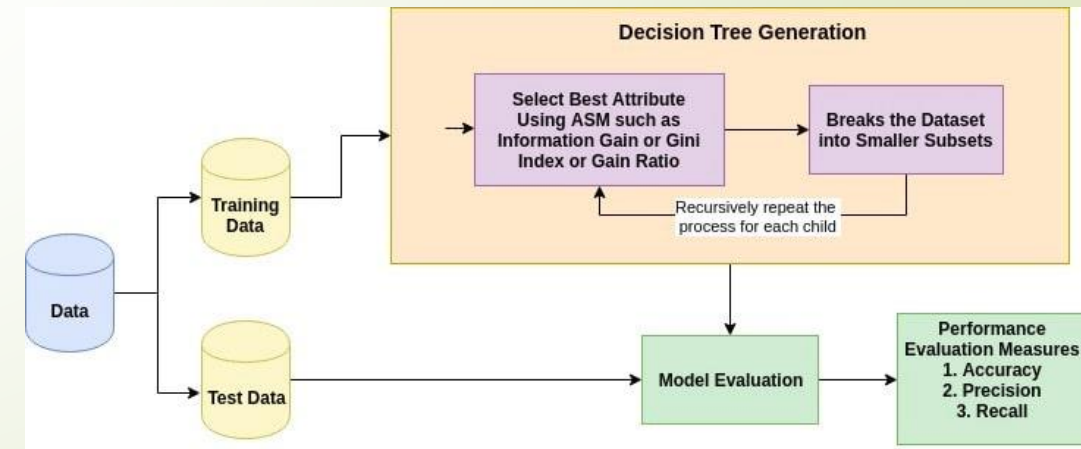 Decision Tree Generation
Select Best Attribute
Using ASM such as
Information Gain or Gini
Index or Gain Ratio
Breaks the Dataset
into Smaller Subsets
Recursively repeat the
process for each child
Training
Data
Data
Test Data
Model Evaluation
Performance
Evaluation Measures
1. Accuracy
2. Precision
3. Recall